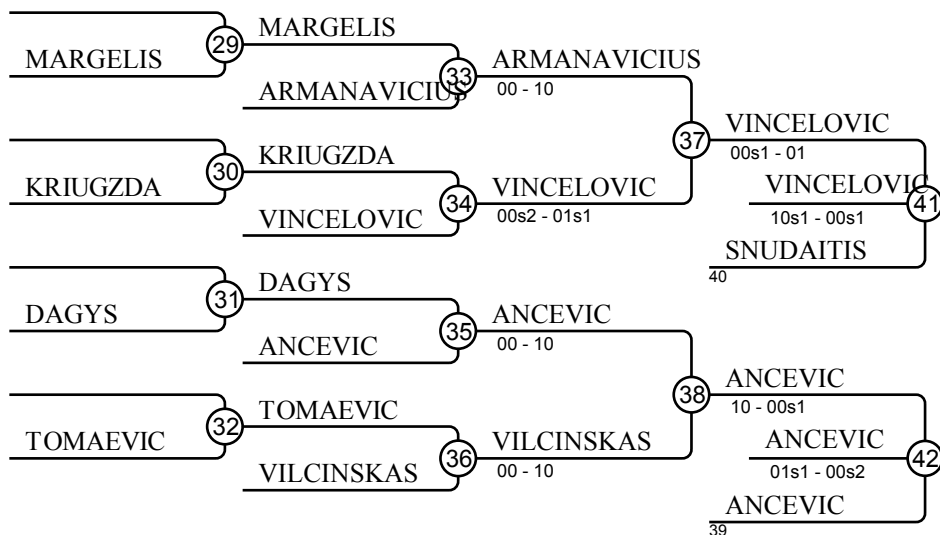 29
MARGELIS
MARGELIS
33
ARMANAVICIUS
00 - 10
ARMANAVICIUS
37
VINCELOVIC
00s1 - 01
30
KRIUGZDA
KRIUGZDA
34
VINCELOVIC
00s2 - 01s1
VINCELOVIC
VINCELOVIC
10s1 - 00s1
41
SNUDAITIS
40
31
DAGYS
DAGYS
35
ANCEVIC
00 - 10
ANCEVIC
38
ANCEVIC
10 - 00s1
32
TOMAEVIC
TOMAEVIC
36
VILCINSKAS
00 - 10
VILCINSKAS
ANCEVIC
01s1 - 00s2
42
ANCEVIC
39